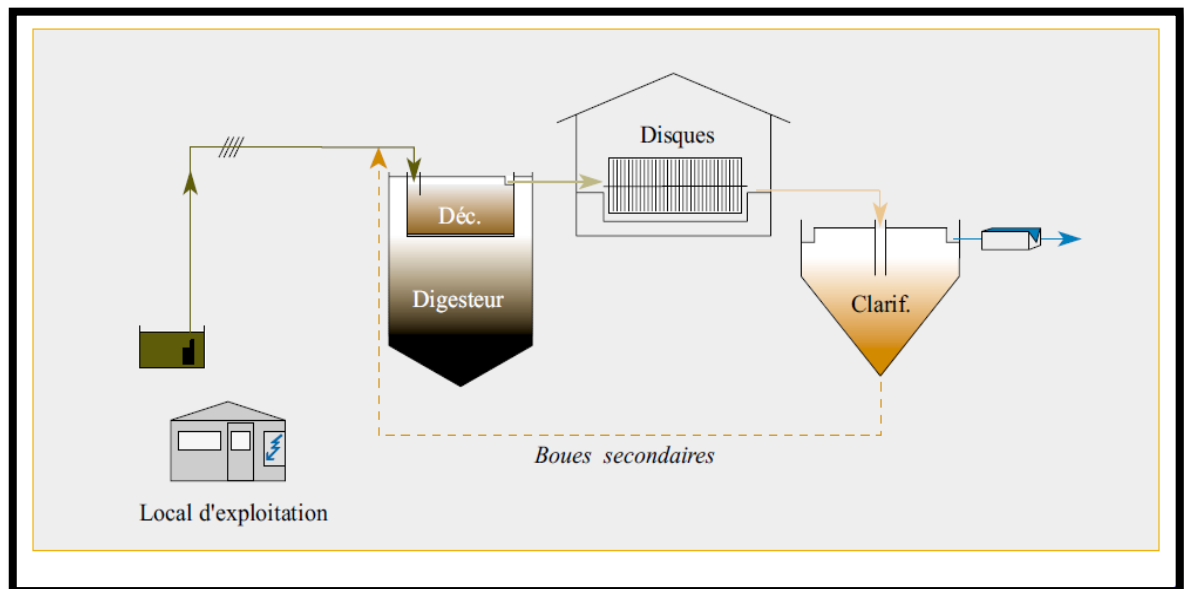 Disques
Déc.
Digesteur
Clarif.
Boues secondaires
Local d'exploitation